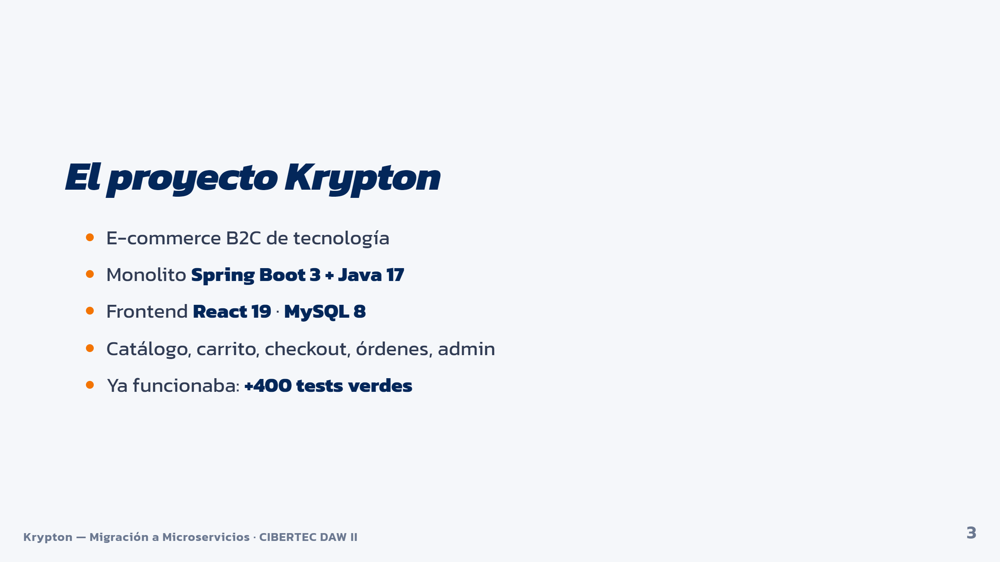 El proyecto Krypton
E-commerce B2C de tecnología
Monolito Spring Boot 3 + Java 17
Frontend React 19 · MySQL 8
Catálogo, carrito, checkout, órdenes, admin
Ya funcionaba: +400 tests verdes
Krypton — Migración a Microservicios · CIBERTEC DAW II
3